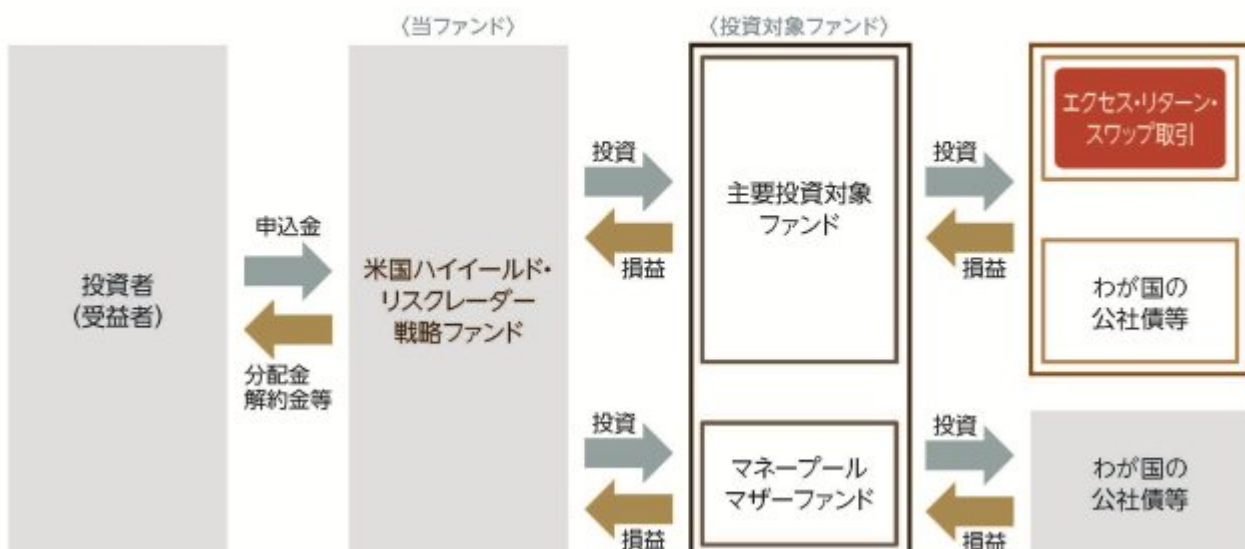 〈当ファンド〉
〈投資対象ファンド〉
投資者
(受益者)
申込金
分配金
解約金等
米国ハイイールド・
リスクレーダー
戦略ファンド
投資
損益
主要投資対象
ファンド
投資
損益
エクセス・リターン・
スワップ取引
わが国の
公社債等
投資
損益
マネープール
マザーファンド
投資
損益
わが国の
公社債等